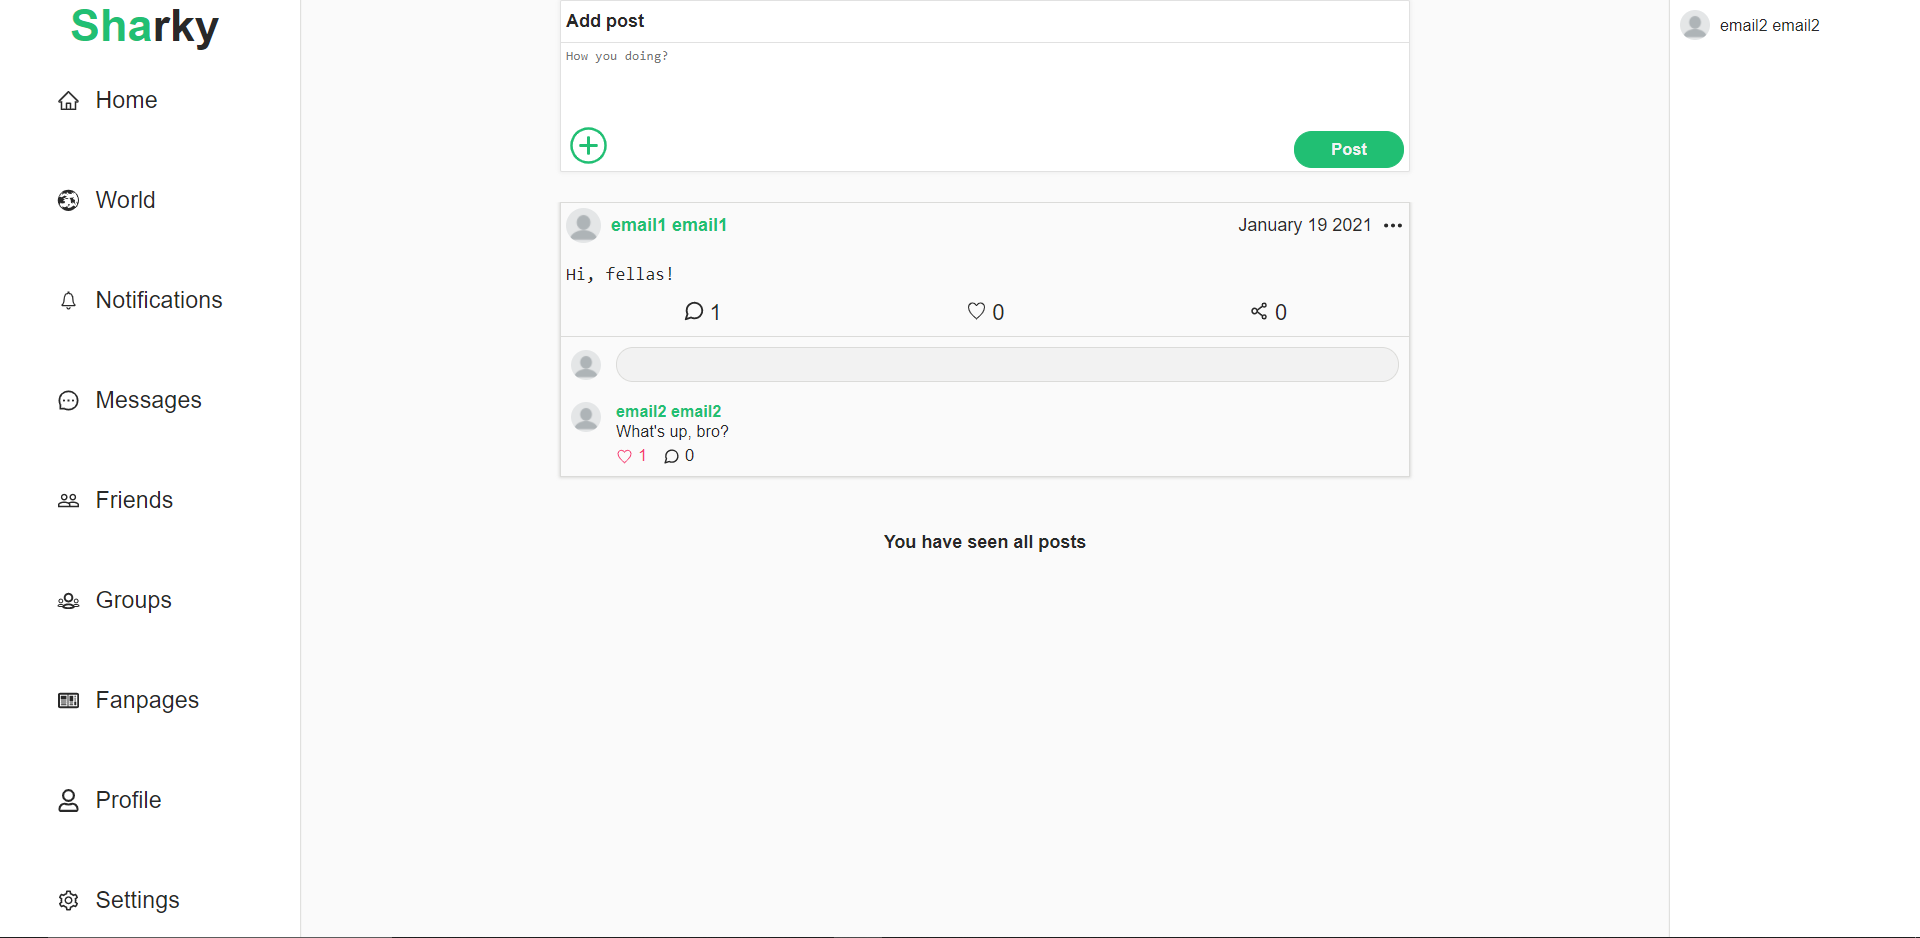 Sharky
Home
World
Notifications
Messages
Friends
Groups
Fanpages
Profile
Settings
Add post
How you doing?
Post
email1 email1
January 19 2021
Hi, fellas!
1
0
0
email2 email2
What's up, bro?
1
0
You have seen all posts
email2 email2